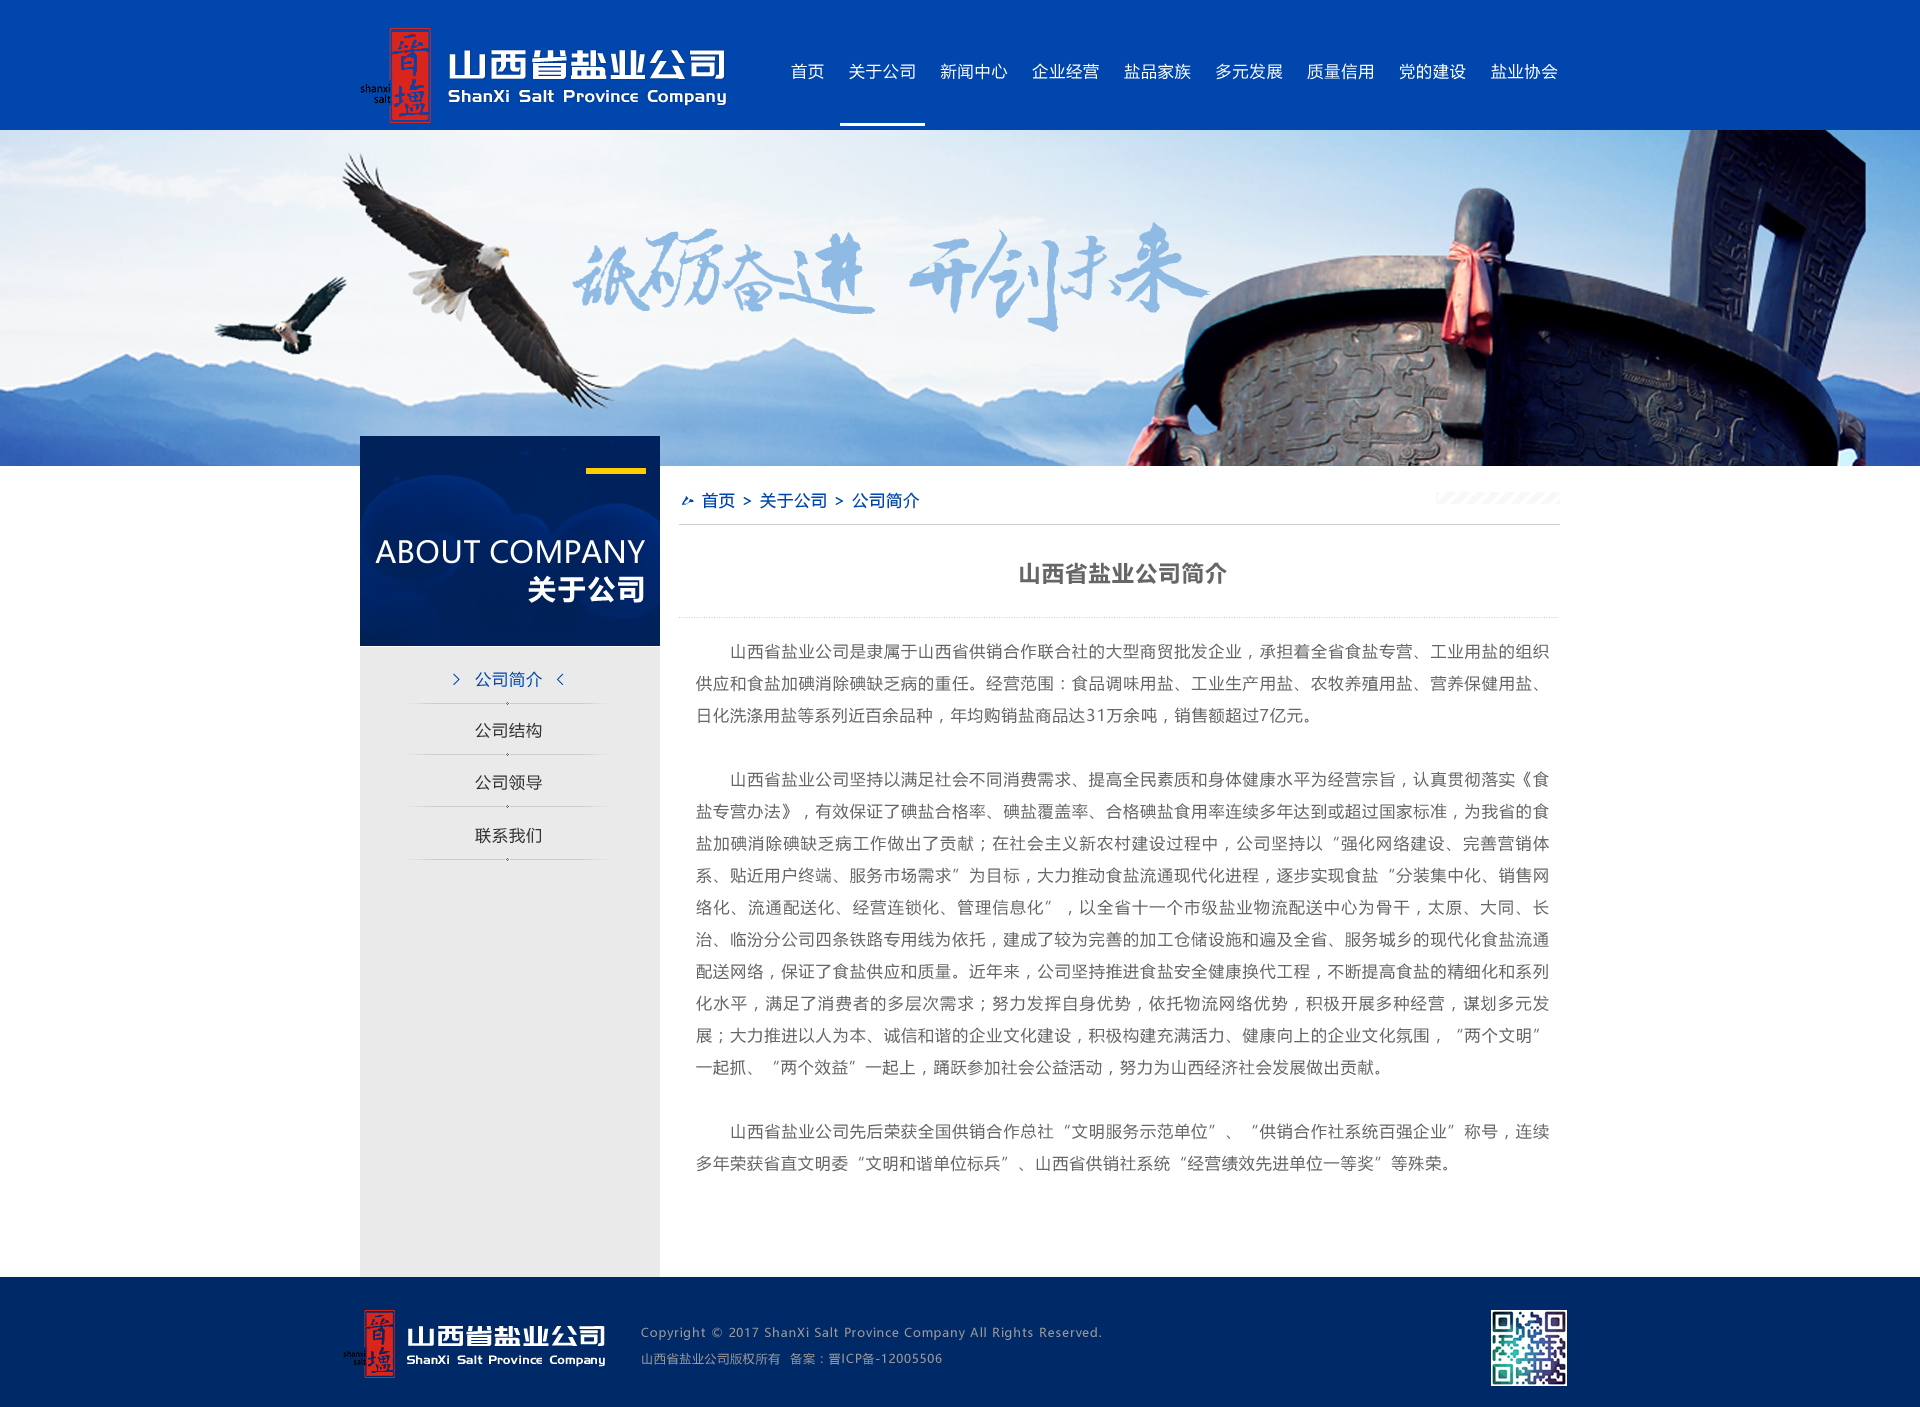 晋
塩
shanxi
salt
山西省盐业公司
ShanXi Salt Province Company
首页 关于公司 新闻中心 企业经营 盐品家族 多元发展 质量信用 党的建设 盐业协会
砥砺奋进 开创未来
ABOUT COMPANY
关于公司
公司简介
公司结构
公司领导
联系我们
首页 > 关于公司 > 公司简介
山西省盐业公司简介
山西省盐业公司是隶属于山西省供销合作联合社的大型商贸批发企业，承担着全省食盐专营、工业用盐的组织
供应和食盐加碘消除碘缺乏病的重任。经营范围：食品调味用盐、工业生产用盐、农牧养殖用盐、营养保健用盐、
日化洗涤用盐等系列近百余品种，年均购销盐商品达31万余吨，销售额超过7亿元。
山西省盐业公司坚持以满足社会不同消费需求、提高全民素质和身体健康水平为经营宗旨，认真贯彻落实《食
盐专营办法》，有效保证了碘盐合格率、碘盐覆盖率、合格碘盐食用率连续多年达到或超过国家标准，为我省的食
盐加碘消除碘缺乏病工作做出了贡献；在社会主义新农村建设过程中，公司坚持以“强化网络建设、完善营销体
系、贴近用户终端、服务市场需求”为目标，大力推动食盐流通现代化进程，逐步实现食盐“分装集中化、销售网
络化、流通配送化、经营连锁化、管理信息化”，以全省十一个市级盐业物流配送中心为骨干，太原、大同、长
治、临汾分公司四条铁路专用线为依托，建成了较为完善的加工仓储设施和遍及全省、服务城乡的现代化食盐流通
配送网络，保证了食盐供应和质量。近年来，公司坚持推进食盐安全健康换代工程，不断提高食盐的精细化和系列
化水平，满足了消费者的多层次需求；努力发挥自身优势，依托物流网络优势，积极开展多种经营，谋划多元发
展；大力推进以人为本、诚信和谐的企业文化建设，积极构建充满活力、健康向上的企业文化氛围，“两个文明”
一起抓、“两个效益”一起上，踊跃参加社会公益活动，努力为山西经济社会发展做出贡献。
山西省盐业公司先后荣获全国供销合作总社“文明服务示范单位”、“供销合作社系统百强企业”称号，连续
多年荣获省直文明委“文明和谐单位标兵”、山西省供销社系统“经营绩效先进单位一等奖”等殊荣。
晋
塩
shanxi
salt
山西省盐业公司
ShanXi Salt Province Company
Copyright © 2017 ShanXi Salt Province Company All Rights Reserved.
山西省盐业公司版权所有 备案：晋ICP备-12005506